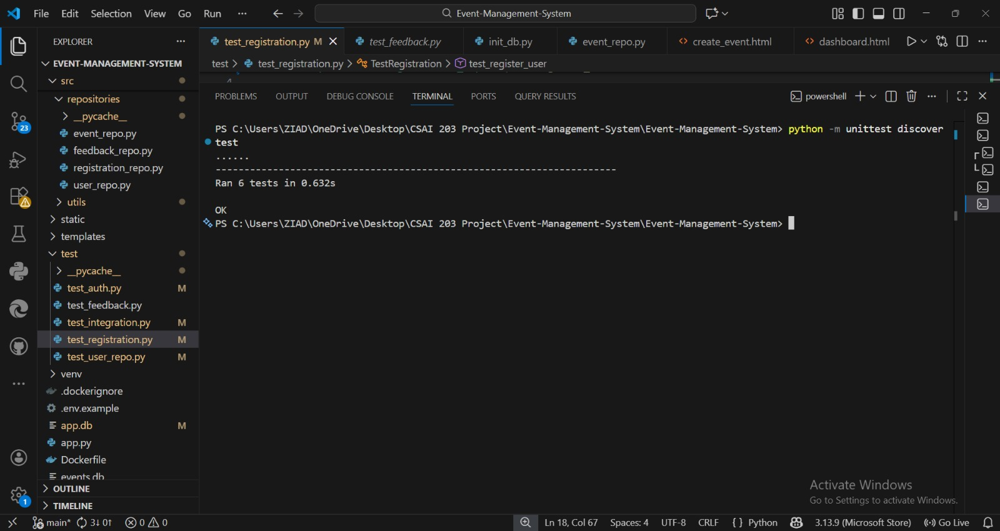 File Edit Selection View Go Run ···
Event-Management-System
EXPLORER
test_registration.py M
test_feedback.py
init_db.py
event_repo.py
create_event.html
dashboard.html
EVENT-MANAGEMENT-SYSTEM
test > test_registration.py > TestRegistration > test_register_user
src
repositories
__pycache__
event_repo.py
feedback_repo.py
registration_repo.py
user_repo.py
utils
static
templates
test
__pycache__
test_auth.py M
test_feedback.py
test_integration.py M
test_registration.py M
test_user_repo.py M
venv
.dockerignore
.env.example
app.db M
app.py
Dockerfile
events.db
OUTLINE
TIMELINE
23
1
PROBLEMS OUTPUT DEBUG CONSOLE TERMINAL PORTS QUERY RESULTS
powershell
PS C:\Users\ZIAD\OneDrive\Desktop\CSAI 203 Project\Event-Management-System\Event-Management-System> python -m unittest discover
test
......
----------------------------------------------------------------------
Ran 6 tests in 0.632s
OK
PS C:\Users\ZIAD\OneDrive\Desktop\CSAI 203 Project\Event-Management-System\Event-Management-System>
Activate Windows
Go to Settings to activate Windows.
main* 3↓ 0↑ 0 0
Ln 18, Col 67 Spaces: 4 UTF-8 CRLF { } Python 3.13.9 (Microsoft Store) Go Live